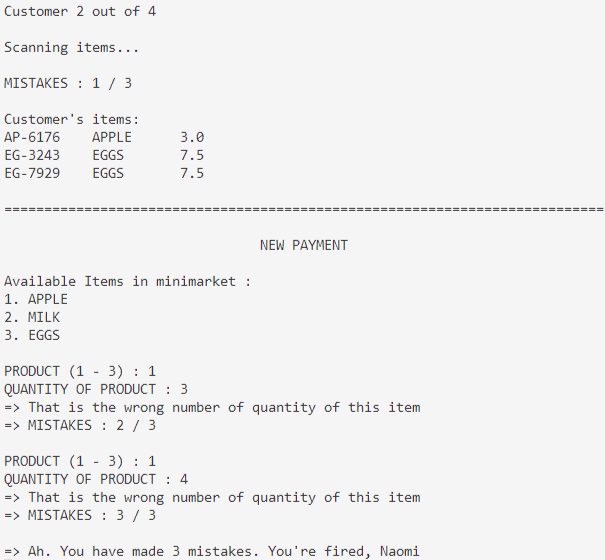 Customer 2 out of 4
Scanning items...
MISTAKES : 1 / 3
Customer's items:
AP-6176    APPLE      3.0
EG-3243    EGGS       7.5
EG-7929    EGGS       7.5
===========================================================================
NEW PAYMENT
Available Items in minimarket :
1. APPLE
2. MILK
3. EGGS
PRODUCT (1 - 3) : 1
QUANTITY OF PRODUCT : 3
=> That is the wrong number of quantity of this item
=> MISTAKES : 2 / 3
PRODUCT (1 - 3) : 1
QUANTITY OF PRODUCT : 4
=> That is the wrong number of quantity of this item
=> MISTAKES : 3 / 3
=> Ah. You have made 3 mistakes. You're fired, Naomi